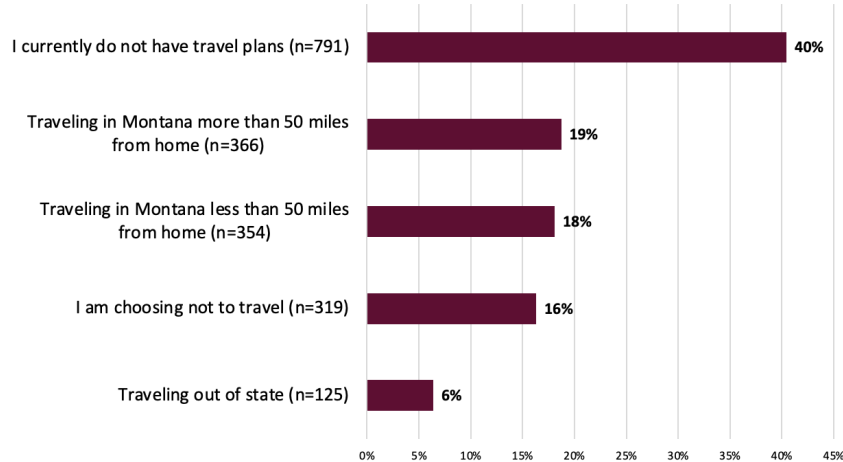 I currently do not have travel plans (n=791)
40%
Traveling in Montana more than 50 miles
from home (n=366)
19%
Traveling in Montana less than 50 miles
from home (n=354)
18%
I am choosing not to travel (n=319)
16%
Traveling out of state (n=125)
6%
0% 5% 10% 15% 20% 25% 30% 35% 40% 45%